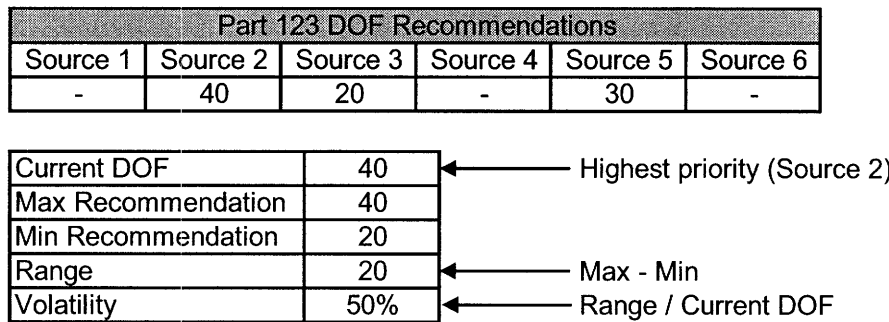 Part 123 DOF Recommendations
Source 1 Source 2 Source 3 Source 4 Source 5 Source 6
- 40 20 - 30 -
Current DOF 40 Highest priority (Source 2)
Max Recommendation 40
Min Recommendation 20
Range 20 Max - Min
Volatility 50% Range / Current DOF